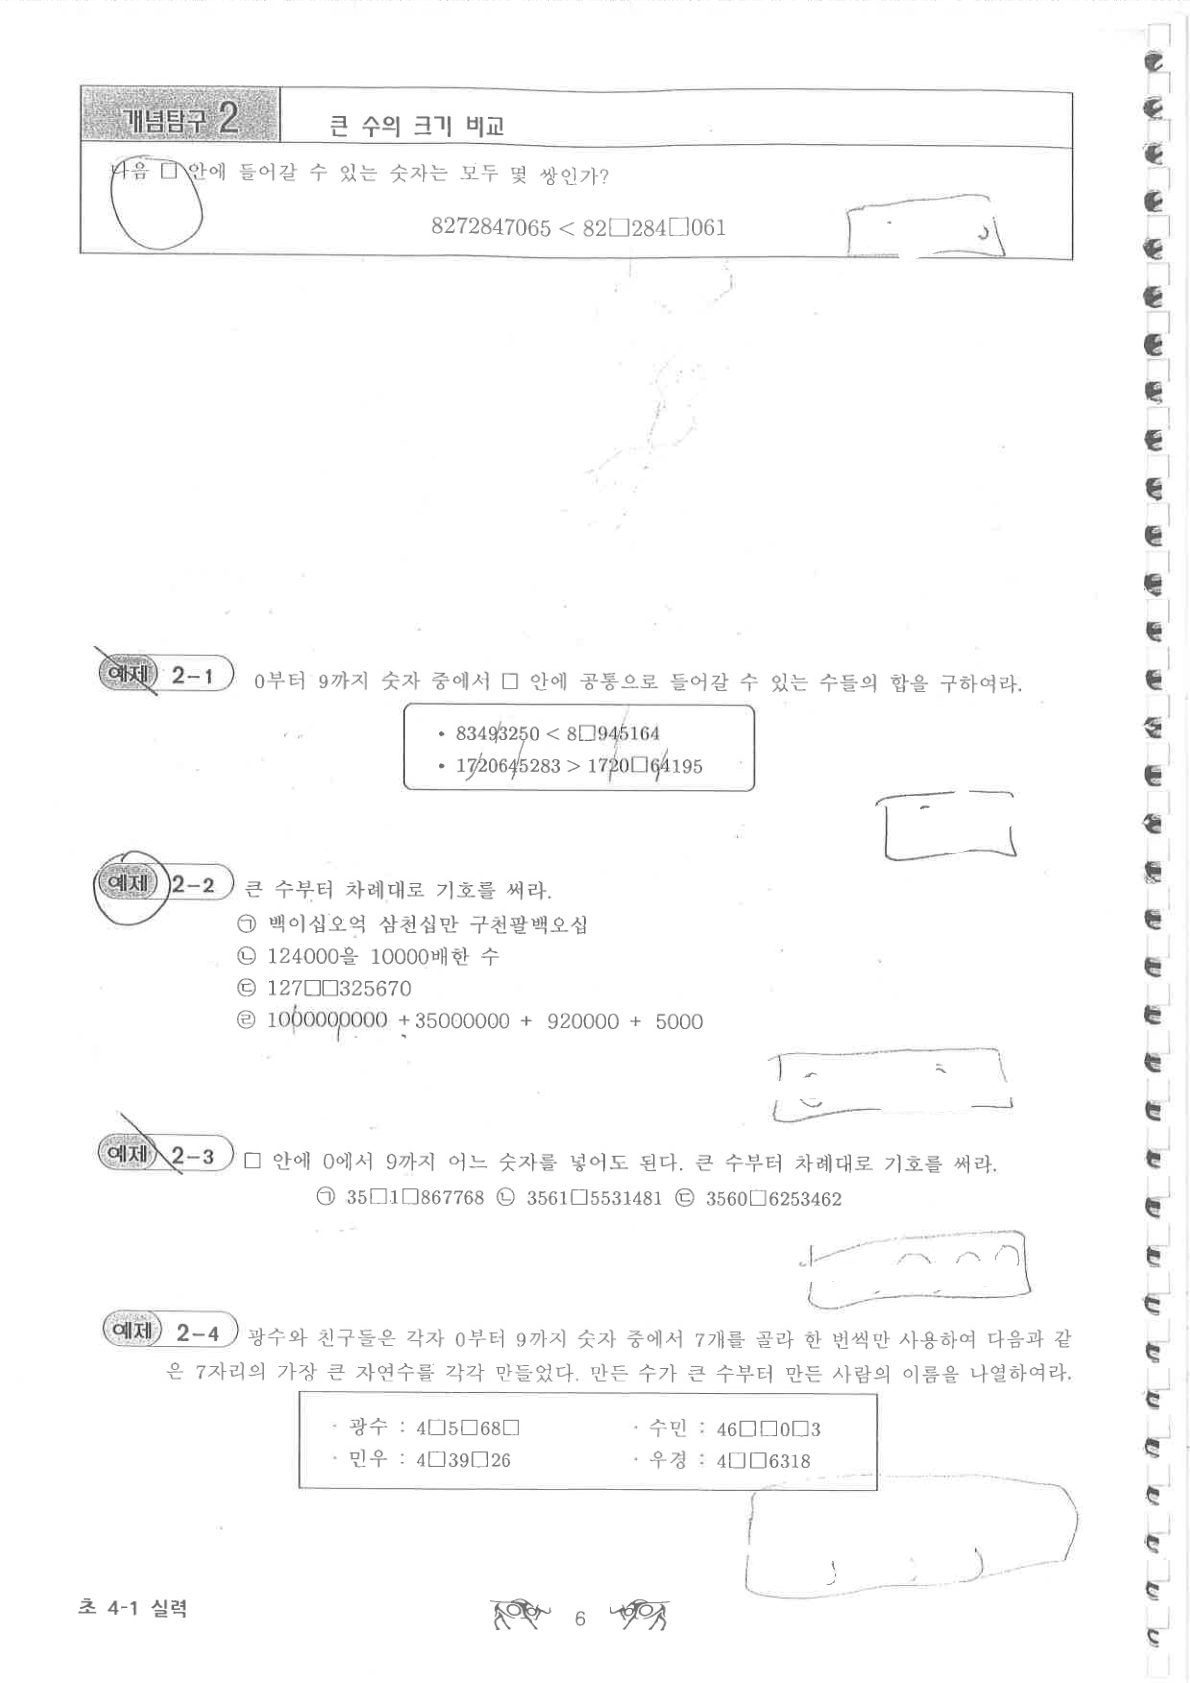 개념탐구 2
큰 수의 크기 비교
다음 □ 안에 들어갈 수 있는 숫자는 모두 몇 쌍인가?
8272847065 < 82□284□061
예제 2-1 0부터 9까지 숫자 중에서 □ 안에 공통으로 들어갈 수 있는 수들의 합을 구하여라.
• 83493250 < 8□945164
• 1720645283 > 1720□64195
예제 2-2 큰 수부터 차례대로 기호를 써라.
㉠ 백이십오억 삼천십만 구천팔백오십
㉡ 124000을 10000배한 수
㉢ 127□□325670
㉣ 1000000000 + 35000000 + 920000 + 5000
예제 2-3 □ 안에 0에서 9까지 어느 숫자를 넣어도 된다. 큰 수부터 차례대로 기호를 써라.
㉠ 35□1□867768 ㉡ 3561□5531481 ㉢ 3560□6253462
예제 2-4 광수와 친구들은 각자 0부터 9까지 숫자 중에서 7개를 골라 한 번씩만 사용하여 다음과 같
은 7자리의 가장 큰 자연수를 각각 만들었다. 만든 수가 큰 수부터 만든 사람의 이름을 나열하여라.
· 광수 : 4□5□68□ · 수민 : 46□□0□3
· 민우 : 4□39□26 · 우경 : 4□□6318
초 4-1 실력
6